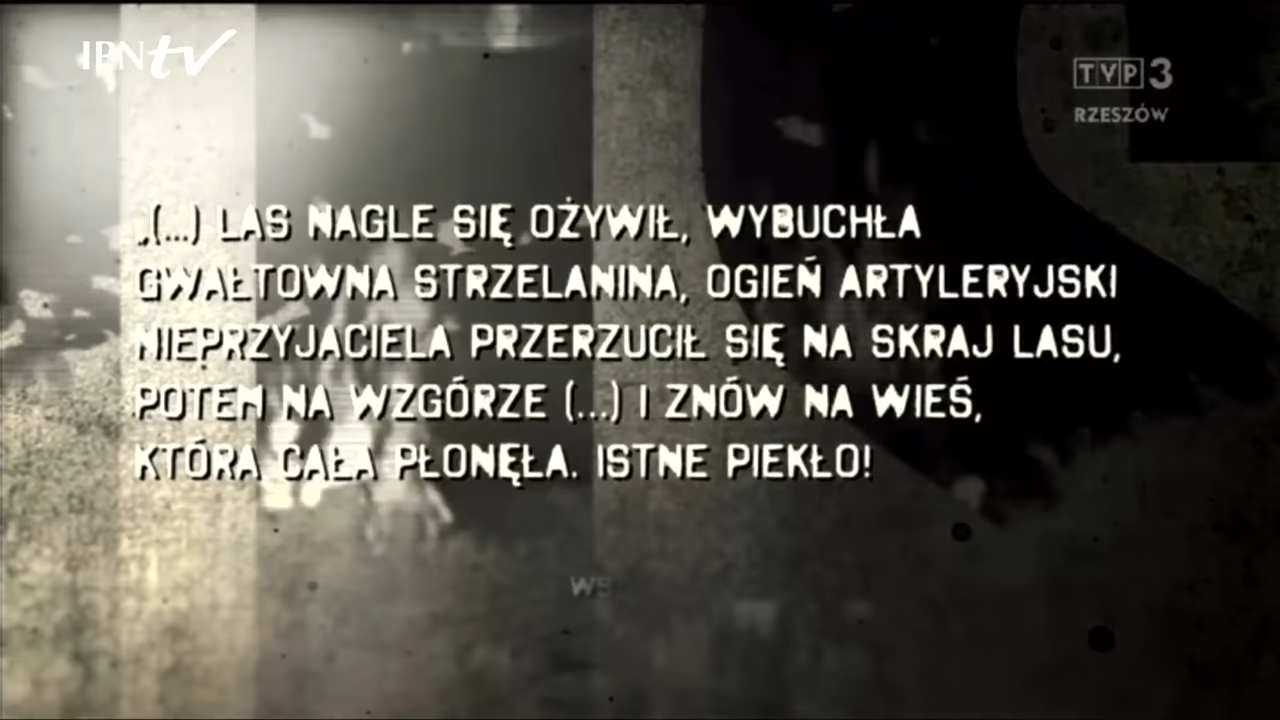 IPNtv
TVP3
RZESZÓW
„(...) LAS NAGLE SIĘ OŻYWIŁ, WYBUCHŁA
GWAŁTOWNA STRZELANINA, OGIEŃ ARTYLERYJSKI
NIEPRZYJACIELA PRZERZUCIŁ SIĘ NA SKRAJ LASU,
POTEM NA WZGÓRZE (...) I ZNÓW NA WIEŚ,
KTÓRA CAŁA PŁONĘŁA. ISTNE PIEKŁO!